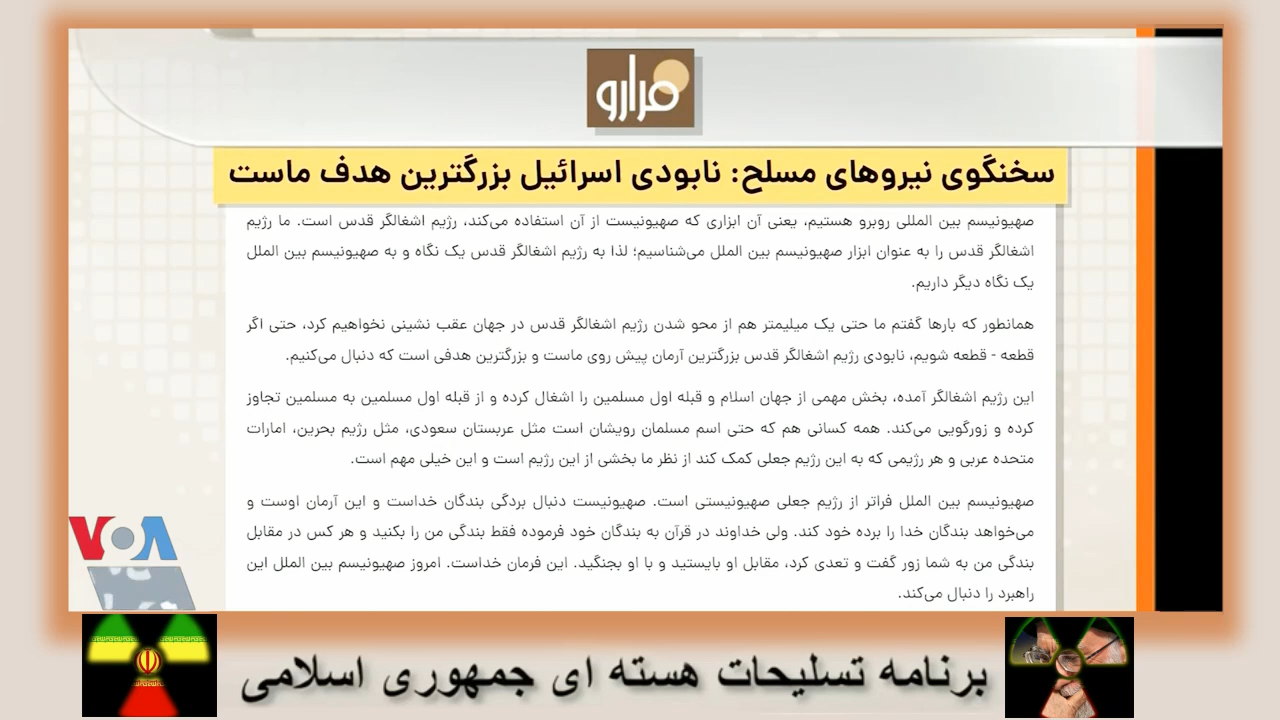 فرارو
سخنگوی نیروهای مسلح: نابودی اسرائیل بزرگترین هدف ماست
صهیونیسم بین المللی روبرو هستیم، یعنی آن ابزاری که صهیونیست از آن استفاده می‌کند، رژیم اشغالگر قدس است. ما رژیم
اشغالگر قدس را به عنوان ابزار صهیونیسم بین الملل می‌شناسیم؛ لذا به رژیم اشغالگر قدس یک نگاه و به صهیونیسم بین الملل
یک نگاه دیگر داریم.
همانطور که بارها گفتم ما حتی یک میلیمتر هم از محو شدن رژیم اشغالگر قدس در جهان عقب نشینی نخواهیم کرد، حتی اگر
قطعه - قطعه شویم، نابودی رژیم اشغالگر قدس بزرگترین آرمان پیش روی ماست و بزرگترین هدفی است که دنبال می‌کنیم.
این رژیم اشغالگر آمده، بخش مهمی از جهان اسلام و قبله اول مسلمین را اشغال کرده و از قبله اول مسلمین به مسلمین تجاوز
کرده و زورگویی می‌کند. همه کسانی هم که حتی اسم مسلمان رویشان است مثل عربستان سعودی، مثل رژیم بحرین، امارات
متحده عربی و هر رژیمی که به این رژیم جعلی کمک کند از نظر ما بخشی از این رژیم است و این خیلی مهم است.
صهیونیسم بین الملل فراتر از رژیم جعلی صهیونیستی است. صهیونیست دنبال بردگی بندگان خداست و این آرمان اوست و
می‌خواهد بندگان خدا را برده خود کند. ولی خداوند در قرآن به بندگان خود فرموده فقط بندگی من را بکنید و هر کس در مقابل
بندگی من به شما زور گفت و تعدی کرد، مقابل او بایستید و با او بجنگید. این فرمان خداست. امروز صهیونیسم بین الملل این
راهبرد را دنبال می‌کند.
VOA
برنامه تسلیحات هسته ای جمهوری اسلامی